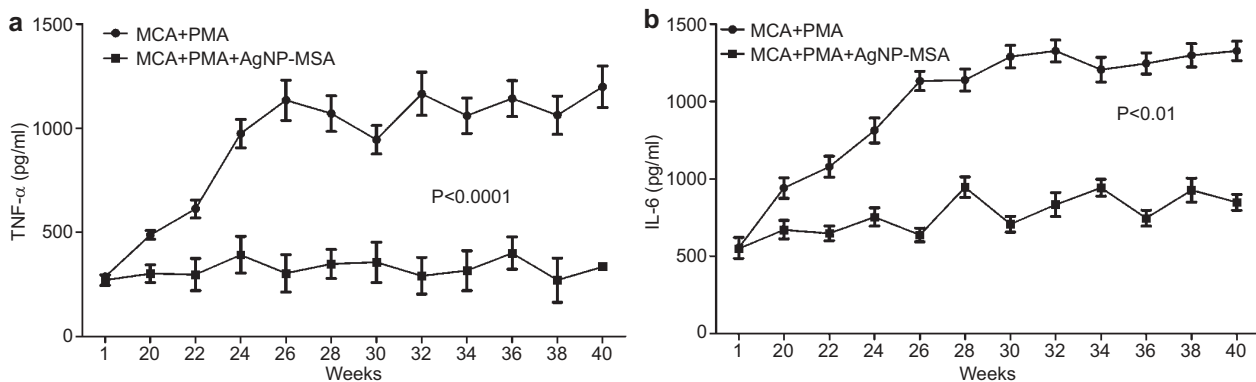 a
MCA+PMA
MCA+PMA+AgNP-MSA
TNF-α (pg/ml)
1500
1000
500
0
P<0.0001
1 20 22 24 26 28 30 32 34 36 38 40
Weeks
b
MCA+PMA
MCA+PMA+AgNP-MSA
IL-6 (pg/ml)
1500
1000
1000
500
0
P<0.01
1 20 22 24 26 28 30 32 34 36 38 40
Weeks